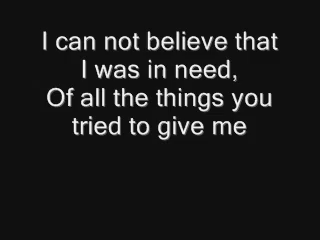 I can not believe that
I was in need,
Of all the things you
tried to give me